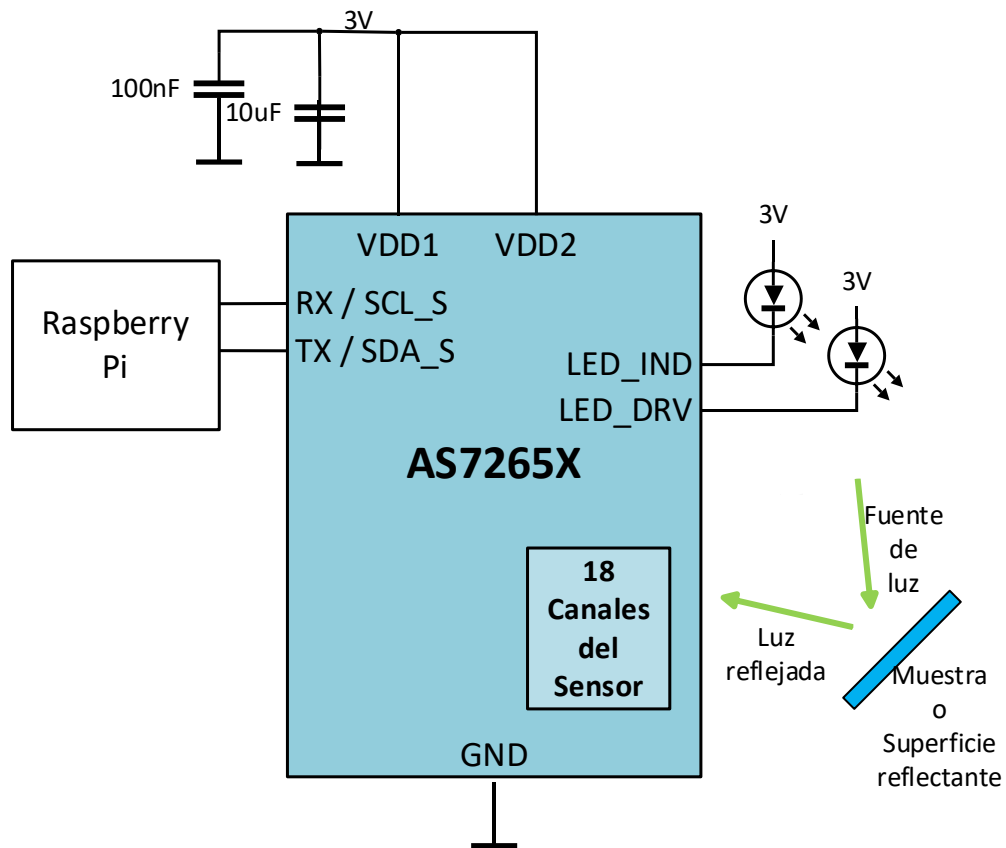 3V
100nF
10uF
VDD1
VDD2
3V
3V
Raspberry
Pi
RX / SCL_S
TX / SDA_S
LED_IND
LED_DRV
AS7265X
Fuente
de
luz
18
Canales
del
Sensor
Luz
reflejada
Muestra
o
Superficie
reflectante
GND